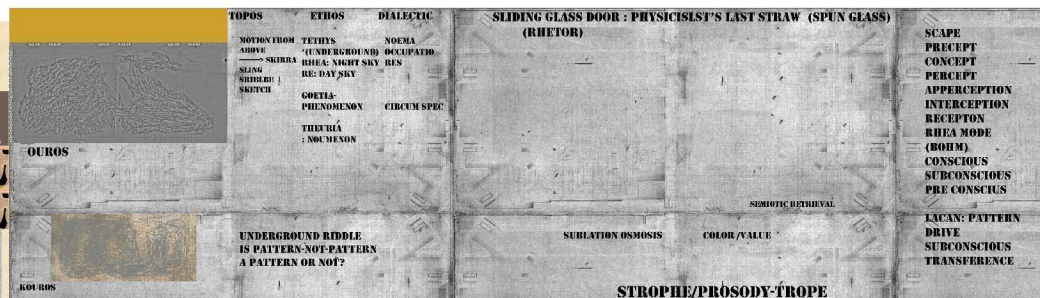 TOPOS ETHOS DIALECTIC
MOTION FROM
ABOVE
SKIRRA
SLING
SRIBLBE
SKETCH
TETHYS
*(UNDERGROUND)
RHEA: NIGHT SKY
RE: DAY SKY
GOETIA-
PHENOMENON
THEURIA
: NOUMENON
NOEMA
OCCUPATIO
RES
CIRCUM SPEC
OUROS
SLIDING GLASS DOOR : PHYSICISLST'S LAST STRAW (SPUN GLASS)
(RHETOR)
SEMIOTIC RETRIEVAL
SCAPE
PRECEPT
CONCEPT
PERCEPT
APPERCEPTION
INTERCEPTION
RECEPTON
RHEA MODE
(BOHM)
CONSCIOUS
SUBCONSCIOUS
PRE CONSCIUS
KOUROS
UNDERGROUND RIDDLE
IS PATTERN-NOT-PATTERN
A PATTERN OR NOT?
SUBLATION OSMOSIS COLOR/VALUE
STROPHE/PROSODY-TROPE
LACAN: PATTERN
DRIVE
SUBCONSCIOUS
TRANSFERENCE